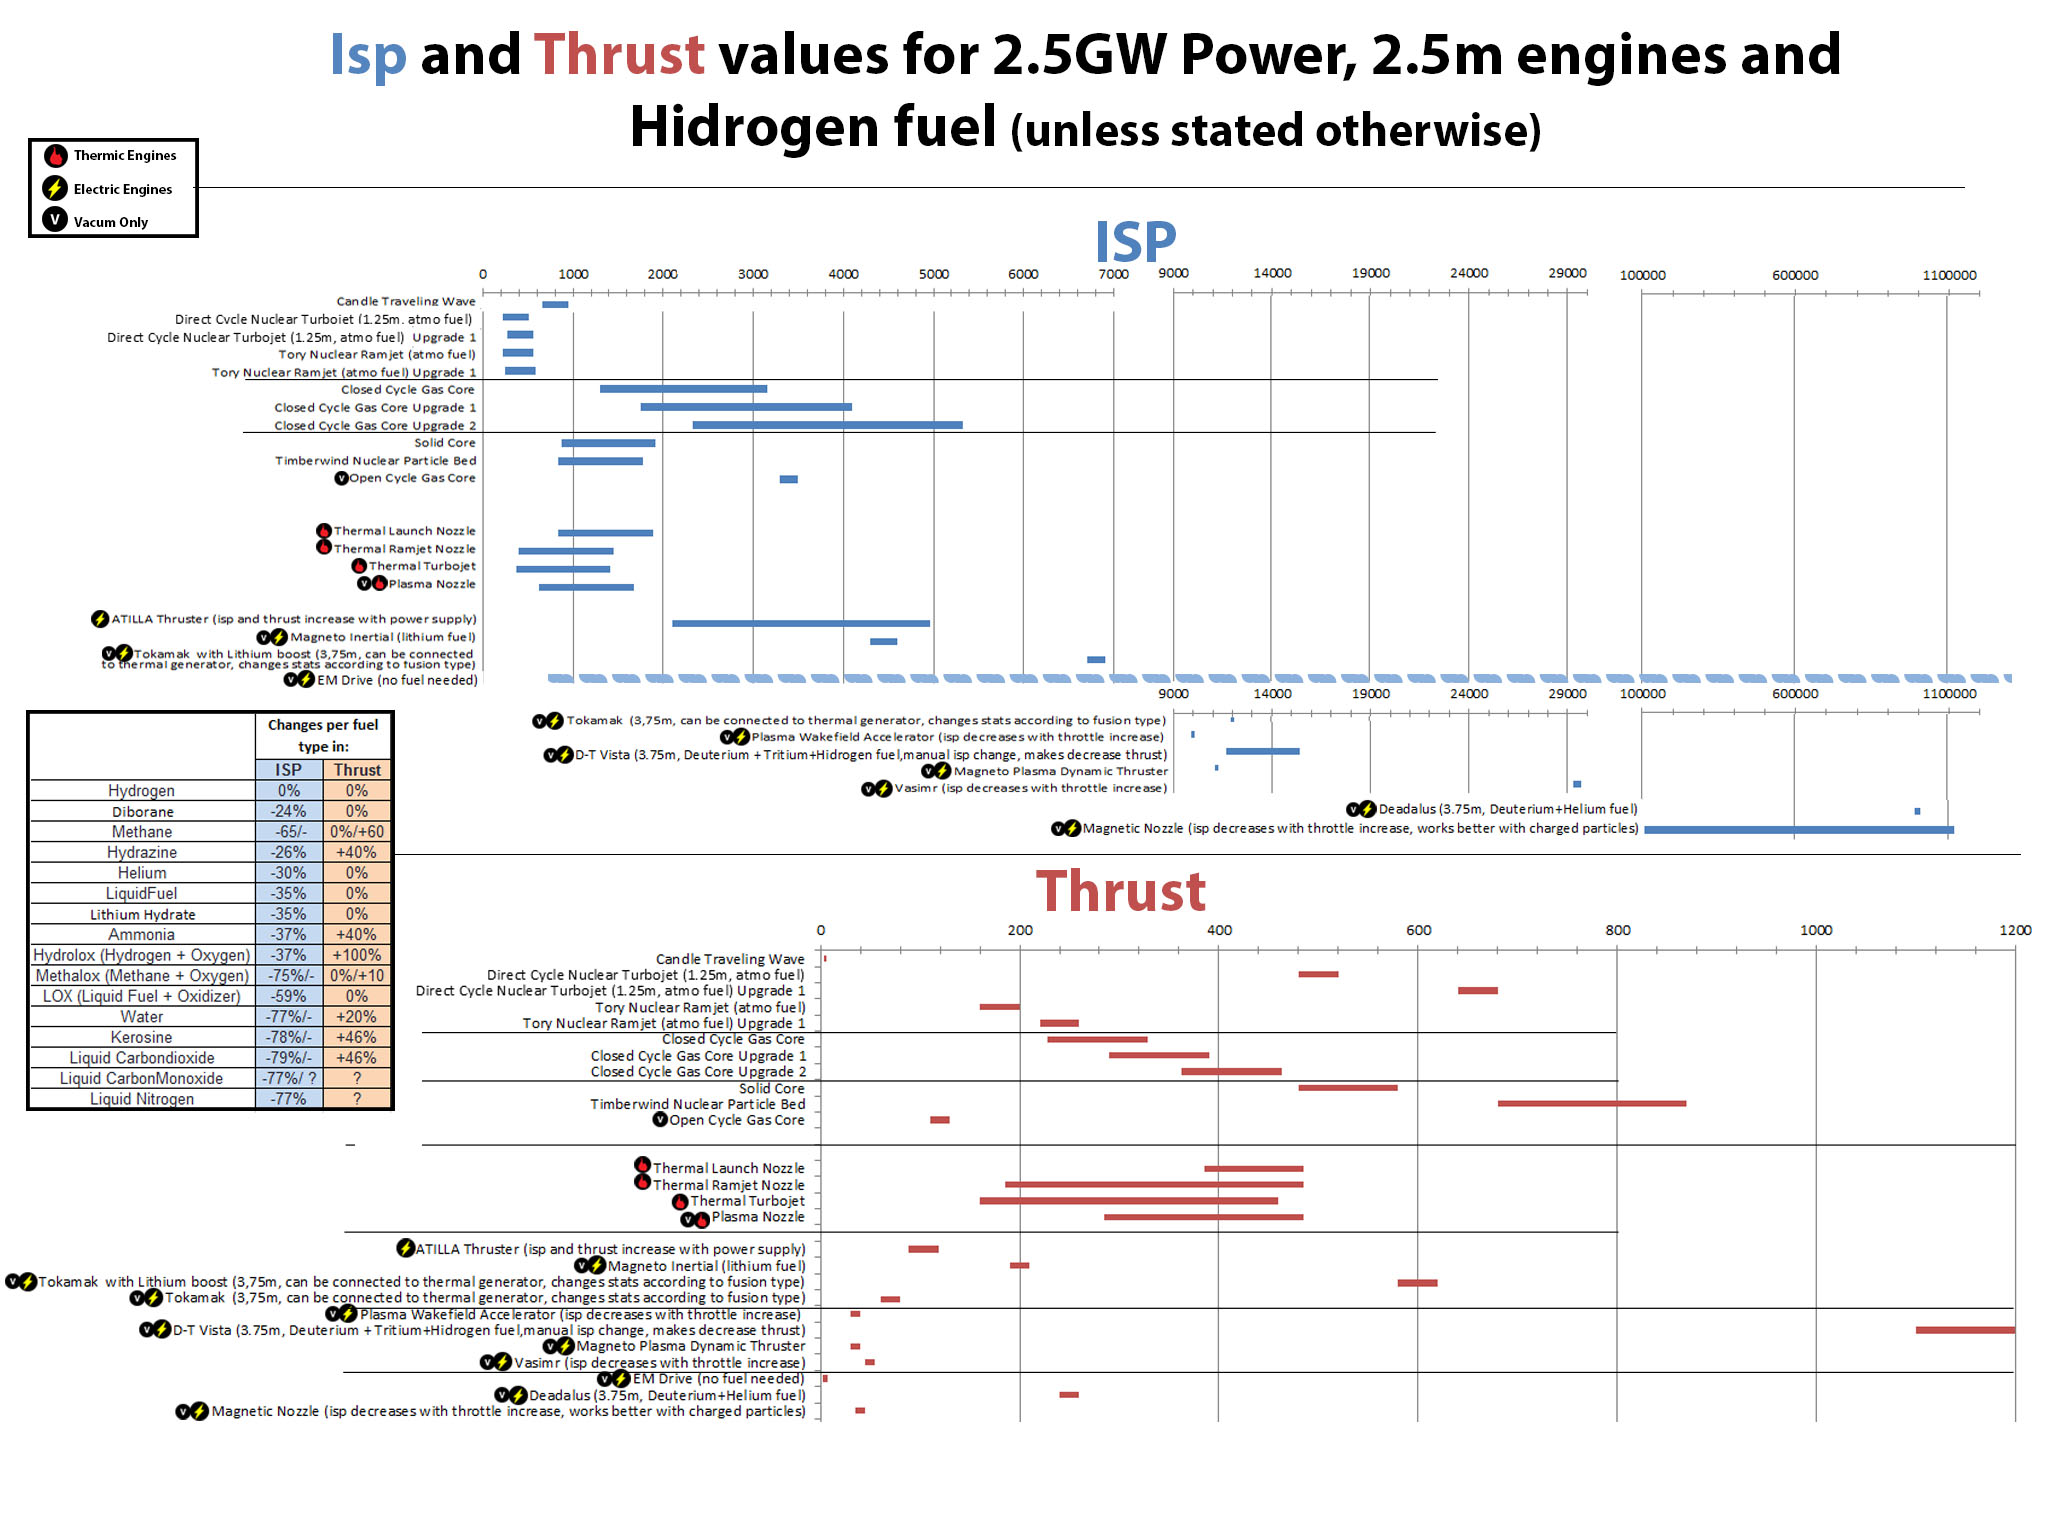 Isp and Thrust values for 2.5GW Power, 2.5m engines and
Hidrogen fuel (unless stated otherwise)
Thermic Engines
Electric Engines
V Vacum Only
ISP
0 1000 2000 3000 4000 5000 6000 7000 9000 14000 19000 24000 29000 100000 600000 1100000
Candle Traveling Wave
Direct Cycle Nuclear Turbojet (1.25m, atmo fuel)
Direct Cycle Nuclear Turbojet (1.25m, atmo fuel) Upgrade 1
Tory Nuclear Ramjet (atmo fuel)
Tory Nuclear Ramjet (atmo fuel) Upgrade 1
Closed Cycle Gas Core
Closed Cycle Gas Core Upgrade 1
Closed Cycle Gas Core Upgrade 2
Solid Core
Timberwind Nuclear Particle Bed
V Open Cycle Gas Core
Thermal Launch Nozzle
Thermal Ramjet Nozzle
Thermal Turbojet
V Plasma Nozzle
ATILLA Thruster (isp and thrust increase with power supply)
V Magneto Inertial (lithium fuel)
V Tokamak with Lithium boost (3,75m, can be connected
to thermal generator, changes stats according to fusion type)
V EM Drive (no fuel needed)
9000 14000 19000 24000 29000 100000 600000 1100000
V Tokamak (3,75m, can be connected to thermal generator, changes stats according to fusion type)
V Plasma Wakefield Accelerator (isp decreases with throttle increase)
V D-T Vista (3.75m, Deuterium + Tritium+Hidrogen fuel,manual isp change, makes decrease thrust)
V Magneto Plasma Dynamic Thruster
V Vasimr (isp decreases with throttle increase)
V Deadalus (3.75m, Deuterium+Helium fuel)
V Magnetic Nozzle (isp decreases with throttle increase, works better with charged particles)
Changes per fuel
type in:
ISP Thrust
Hydrogen 0% 0%
Diborane -24% 0%
Methane -65/- 0%/+60
Hydrazine -26% +40%
Helium -30% 0%
LiquidFuel -35% 0%
Lithium Hydrate -35% 0%
Ammonia -37% +40%
Hydrolox (Hydrogen + Oxygen) -37% +100%
Methalox (Methane + Oxygen) -75%/- 0%/+10
LOX (Liquid Fuel + Oxidizer) -59% 0%
Water -77%/- +20%
Kerosine -78%/- +46%
Liquid Carbondioxide -79%/- +46%
Liquid CarbonMonoxide -77%/ ? ?
Liquid Nitrogen -77% ?
Thrust
0 200 400 600 800 1000 1200
Candle Traveling Wave
Direct Cycle Nuclear Turbojet (1.25m, atmo fuel)
Direct Cycle Nuclear Turbojet (1.25m, atmo fuel) Upgrade 1
Tory Nuclear Ramjet (atmo fuel)
Tory Nuclear Ramjet (atmo fuel) Upgrade 1
Closed Cycle Gas Core
Closed Cycle Gas Core Upgrade 1
Closed Cycle Gas Core Upgrade 2
Solid Core
Timberwind Nuclear Particle Bed
V Open Cycle Gas Core
Thermal Launch Nozzle
Thermal Ramjet Nozzle
Thermal Turbojet
V Plasma Nozzle
ATILLA Thruster (isp and thrust increase with power supply)
V Magneto Inertial (lithium fuel)
V Tokamak with Lithium boost (3,75m, can be connected to thermal generator, changes stats according to fusion type)
V Tokamak (3,75m, can be connected to thermal generator, changes stats according to fusion type)
V Plasma Wakefield Accelerator (isp decreases with throttle increase)
V D-T Vista (3.75m, Deuterium + Tritium+Hidrogen fuel,manual isp change, makes decrease thrust)
V Magneto Plasma Dynamic Thruster
V Vasimr (isp decreases with throttle increase)
V EM Drive (no fuel needed)
V Deadalus (3.75m, Deuterium+Helium fuel)
V Magnetic Nozzle (isp decreases with throttle increase, works better with charged particles)